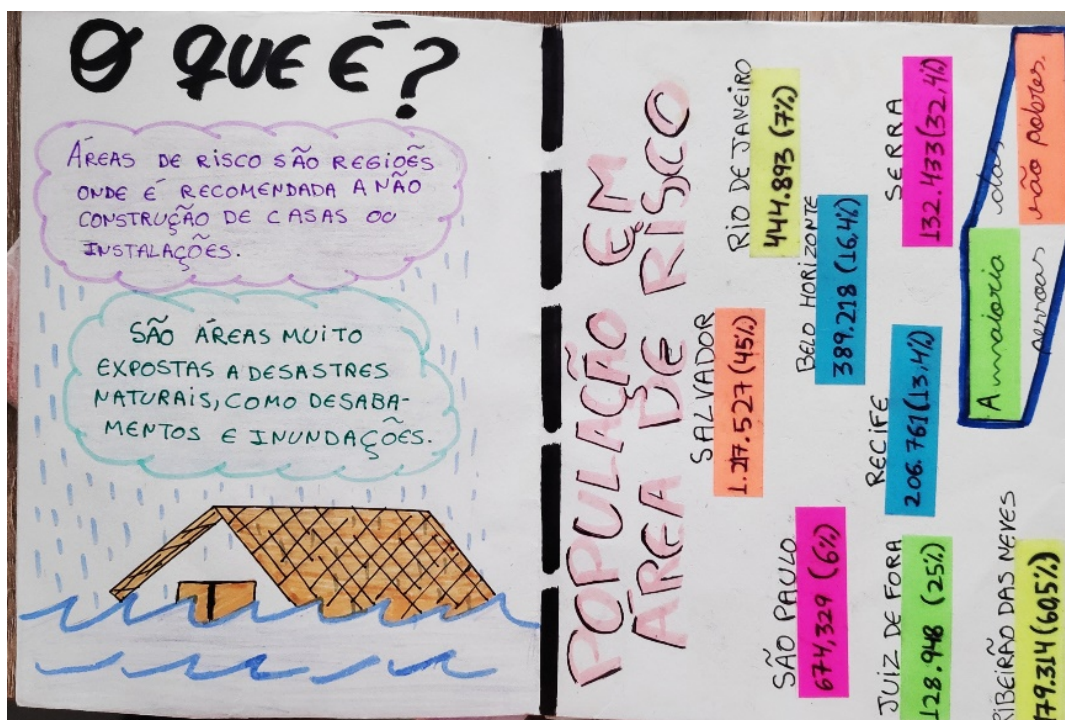 O QUE É?
ÁREAS DE RISCO SÃO REGIOẼS
ONDE É RECOMENDADA A NÃO
CONSTRUÇÃO DE CASAS OU
INSTALAÇÕES.
SÃO ÁREAS MUITO
EXPOSTAS A DESASTRES
NATURAIS, COMO DESABA-
MENTOS E INUNDAÇÕES.
POPULAÇÃO EM
ÁREA DE RISCO
SALVADOR
1.217.527 (45%)
RIO DE JANEIRO
444.893 (7%)
SÃO PAULO
674,329 (6%)
BELO HORIZONTE
389.218 (16,4%)
RECIFE
206.761 (13,4%)
SERRA
132.433 (32,4%)
JUIZ DE FORA
128.948 (25%)
RIBEIRÃO DAS NEVES
179.314 (60,5%)
A maioria das
pessoas são pobres.